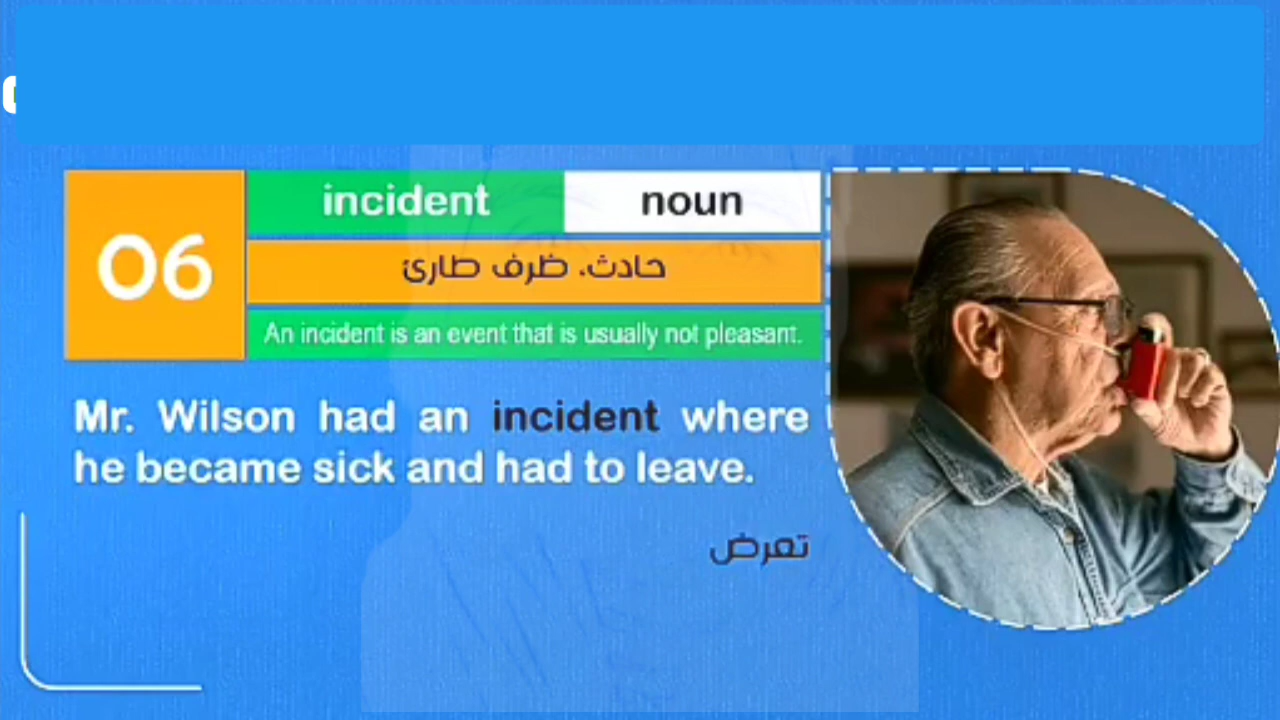 06
incident
noun
حادث، ظرف طارئ
An incident is an event that is usually not pleasant.
Mr. Wilson had an incident where
he became sick and had to leave.
تعرض